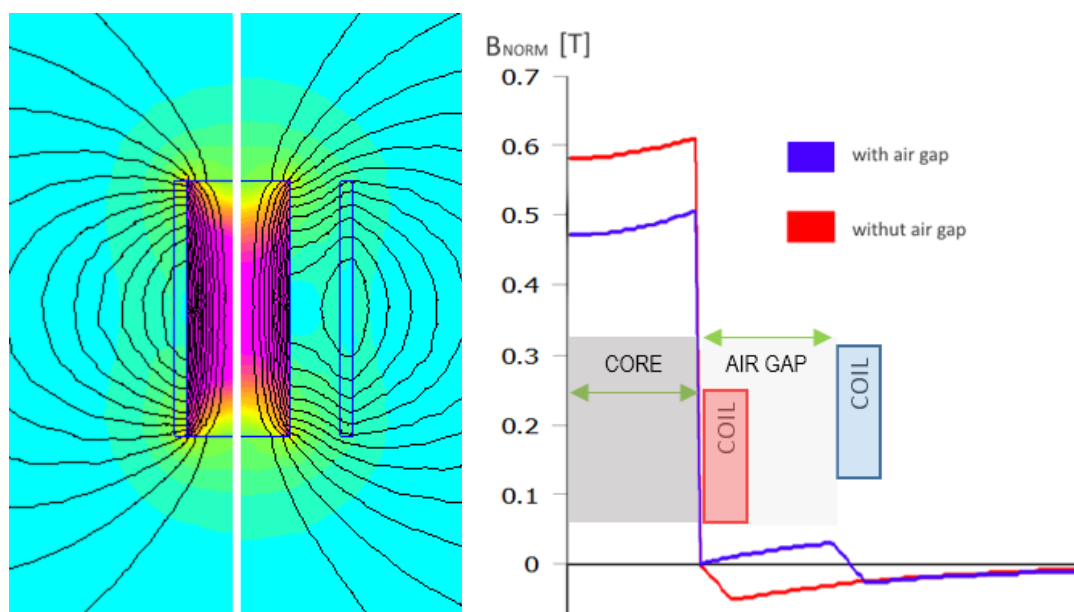 BNORM [T]
0.7
0.6
0.5
0.4
0.3
0.2
0.1
0
with air gap
withut air gap
CORE
AIR GAP
COIL
COIL